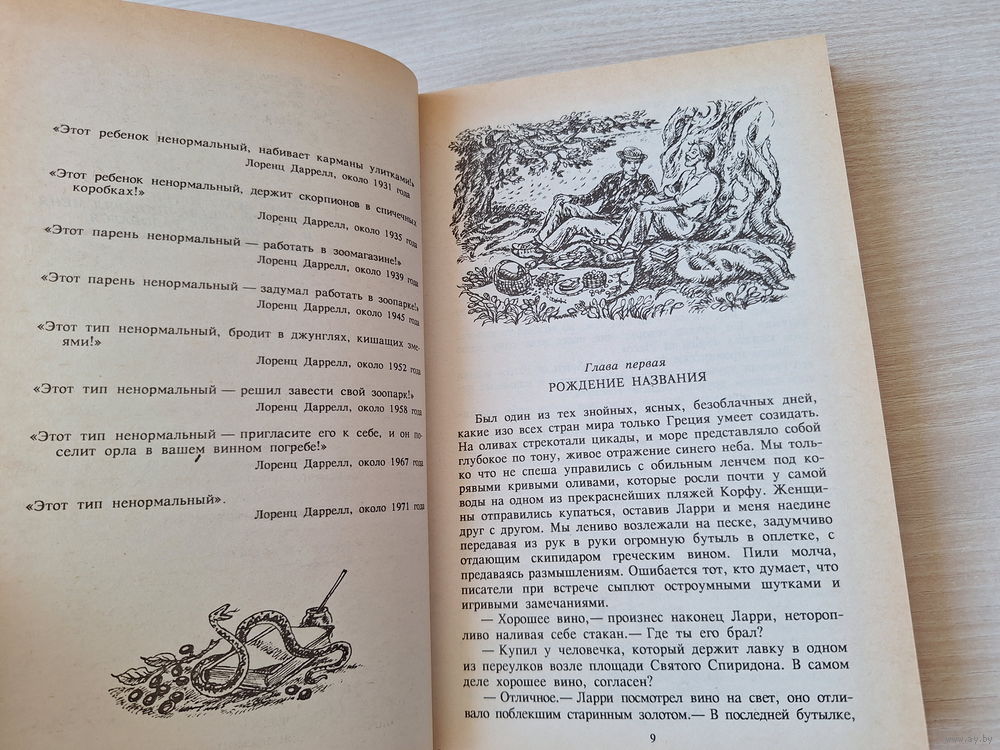 «Этот ребенок ненормальный, набивает карманы улитками!»
Лоренц Даррелл, около 1931 года
«Этот ребенок ненормальный, держит скорпионов в спичечных
коробках!»
Лоренц Даррелл, около 1935 года
«Этот парень ненормальный — работать в зоомагазине!»
Лоренц Даррелл, около 1939 года
«Этот парень ненормальный — задумал работать в зоопарке!»
Лоренц Даррелл, около 1945 года
«Этот тип ненормальный, бродит в джунглях, кишащих зме-
ями!»
Лоренц Даррелл, около 1952 года
«Этот тип ненормальный — решил завести свой зоопарк!»
Лоренц Даррелл, около 1958 года
«Этот тип ненормальный — пригласите его к себе, и он по-
селит орла в вашем винном погребе!»
Лоренц Даррелл, около 1967 года
«Этот тип ненормальный».
Лоренц Даррелл, около 1971 года
Глава первая
РОЖДЕНИЕ НАЗВАНИЯ
Был один из тех знойных, ясных, безоблачных дней,
какие изо всех стран мира только Греция умеет созидать.
На оливах стрекотали цикады, и море представляло собой
глубокое по тону, живое отражение синего неба. Мы толь-
ко что не спеша управились с обильным ленчем под ко-
рявыми кривыми оливами, которые росли почти у самой
воды на одном из прекраснейших пляжей Корфу. Женщи-
ны отправились купаться, оставив Ларри и меня наедине
друг с другом. Мы лениво возлежали на песке, задумчиво
передавая из рук в руки огромную бутыль в оплетке, с
отдающим скипидаром греческим вином. Пили молча,
предаваясь размышлениям. Ошибается тот, кто думает, что
писатели при встрече сыплют остроумными шутками и
игривыми замечаниями.
— Хорошее вино,— произнес наконец Ларри, нетороп-
ливо наливая себе стакан.— Где ты его брал?
— Купил у человечка, который держит лавку в одном
из переулков возле площади Святого Спиридона. В самом
деле хорошее вино, согласен?
— Отличное.— Ларри посмотрел вино на свет, оно отли-
вало поблекшим старинным золотом.— В последней бутылке,
9
www.ay.by